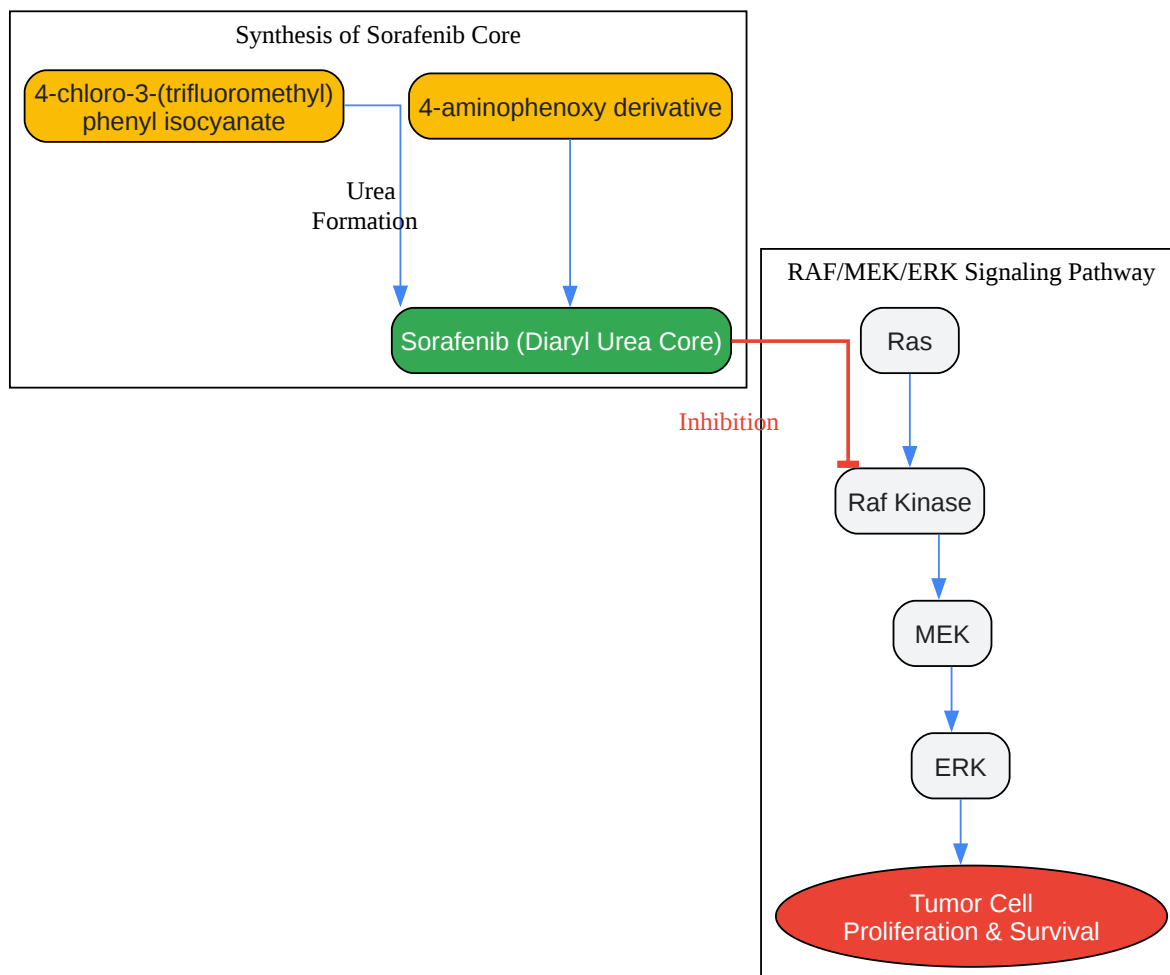 Synthesis of Sorafenib Core
4-chloro-3-(trifluoromethyl)
phenyl isocyanate
4-aminophenoxy derivative
Urea
Formation
Sorafenib (Diaryl Urea Core)
Inhibition
RAF/MEK/ERK Signaling Pathway
Ras
Raf Kinase
MEK
ERK
Tumor Cell
Proliferation & Survival